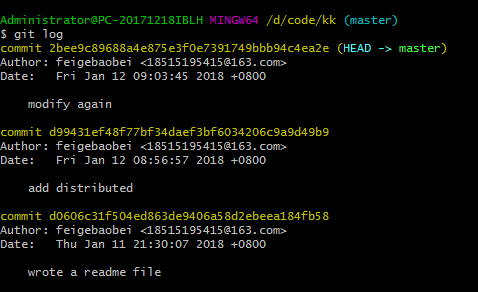 Administrator@PC-20171218IBLH MINGW64 /d/code/kk (master)
$ git log
commit 2bee9c89688a4e875e3f0e7391749bbb94c4ea2e (HEAD -> master)
Author: feigebaobei <18515195415@163.com>
Date:   Fri Jan 12 09:03:45 2018 +0800

    modify again

commit d99431ef48f77bf34daef3bf6034206c9a9d49b9
Author: feigebaobei <18515195415@163.com>
Date:   Fri Jan 12 08:56:57 2018 +0800

    add distributed

commit d0606c31f504ed863de9406a58d2ebeea184fb58
Author: feigebaobei <18515195415@163.com>
Date:   Thu Jan 11 21:30:07 2018 +0800

    wrote a readme file